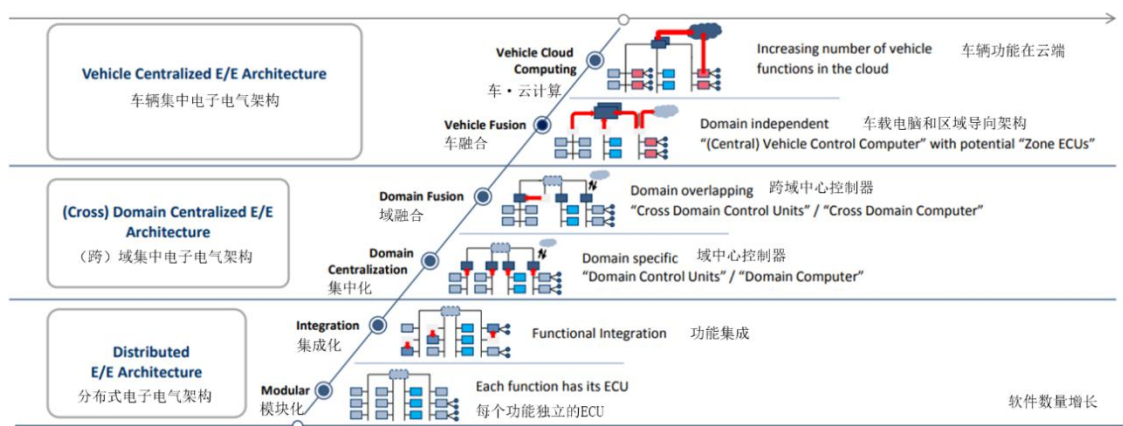 Vehicle Centralized E/E Architecture
车辆集中电子电气架构
Vehicle Cloud
Computing
车·云计算
Increasing number of vehicle
functions in the cloud
车辆功能在云端
Vehicle Fusion
车融合
Domain independent
车载电脑和区域导向架构
“(Central) Vehicle Control Computer” with potential “Zone ECUs”
(Cross) Domain Centralized E/E
Architecture
（跨）域集中电子电气架构
Domain Fusion
域融合
Domain overlapping
跨域中心控制器
“Cross Domain Control Units” / “Cross Domain Computer”
Domain
Centralization
集中化
Domain specific
域中心控制器
“Domain Control Units” / “Domain Computer”
Distributed
E/E Architecture
分布式电子电气架构
Integration
集成化
Functional Integration
功能集成
Modular
模块化
Each function has its ECU
每个功能独立的ECU
软件数量增长